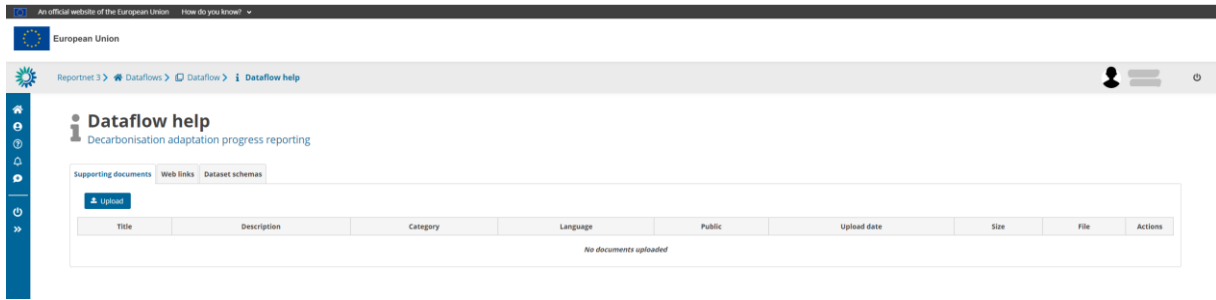 An official website of the European Union How do you know?
European Union
Reportnet 3 Dataflows Dataflow Dataflow help
Dataflow help
Decarbonisation adaptation progress reporting
Supporting documents Web links Dataset schemas
Upload
Title Description Category Language Public Upload date Size File Actions
No documents uploaded